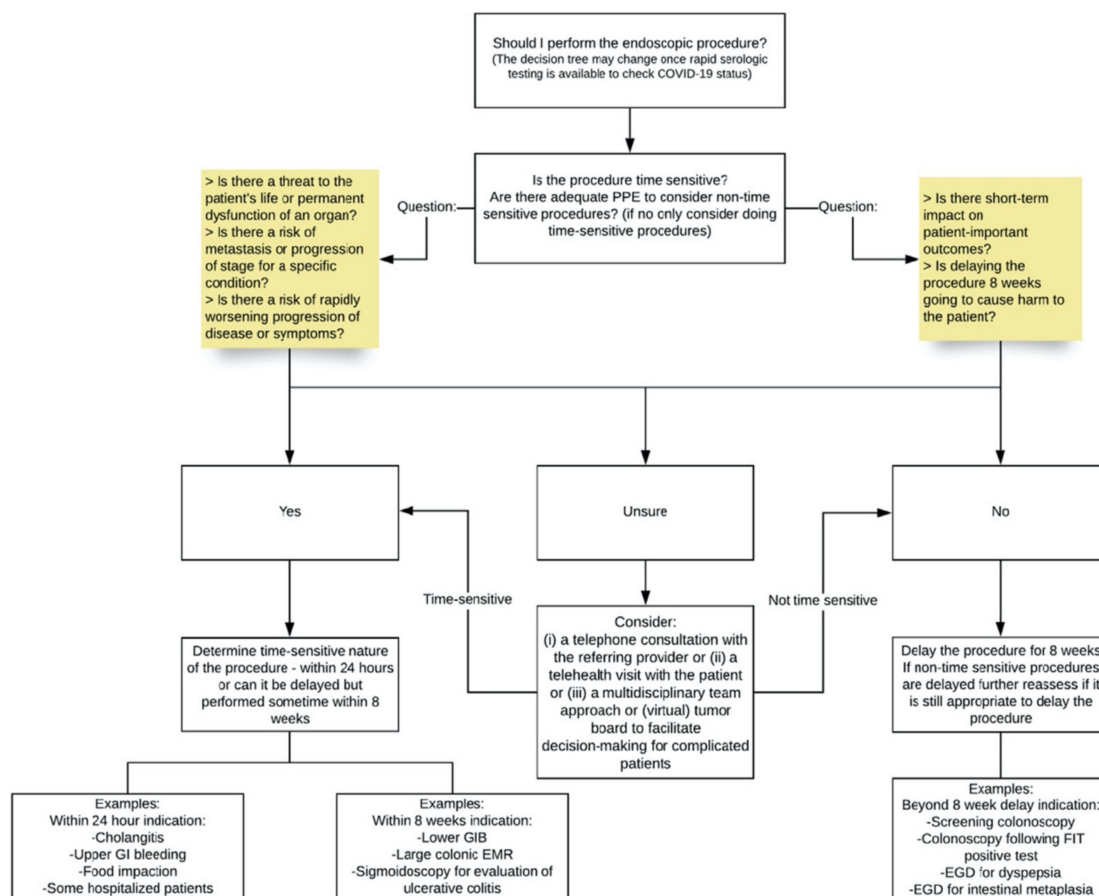 Should I perform the endoscopic procedure?
(The decision tree may change once rapid serologic
testing is available to check COVID-19 status)
Is the procedure time sensitive?
Are there adequate PPE to consider non-time
sensitive procedures? (if no only consider doing
time-sensitive procedures)
Question:
Question:
> Is there a threat to the
patient's life or permanent
dysfunction of an organ?
> Is there a risk of
metastasis or progression
of stage for a specific
condition?
> Is there a risk of rapidly
worsening progression of
disease or symptoms?
> Is there short-term
impact on
patient-important
outcomes?
> Is delaying the
procedure 8 weeks
going to cause harm to
the patient?
Yes
Unsure
No
Time-sensitive
Not time sensitive
Determine time-sensitive nature
of the procedure - within 24 hours
or can it be delayed but
performed sometime within 8
weeks
Consider:
(i) a telephone consultation with
the referring provider or (ii) a
telehealth visit with the patient
or (iii) a multidisciplinary team
approach or (virtual) tumor
board to facilitate
decision-making for complicated
patients
Delay the procedure for 8 weeks
If non-time sensitive procedures
are delayed further reassess if it
is still appropriate to delay the
procedure
Examples:
Within 24 hour indication:
-Cholangitis
-Upper GI bleeding
-Food impaction
-Some hospitalized patients
Examples:
Within 8 weeks indication:
-Lower GIB
-Large colonic EMR
-Sigmoidoscopy for evaluation of
ulcerative colitis
Examples:
Beyond 8 week delay indication:
-Screening colonoscopy
-Colonoscopy following FIT
positive test
-EGD for dyspepsia
-EGD for intestinal metaplasia